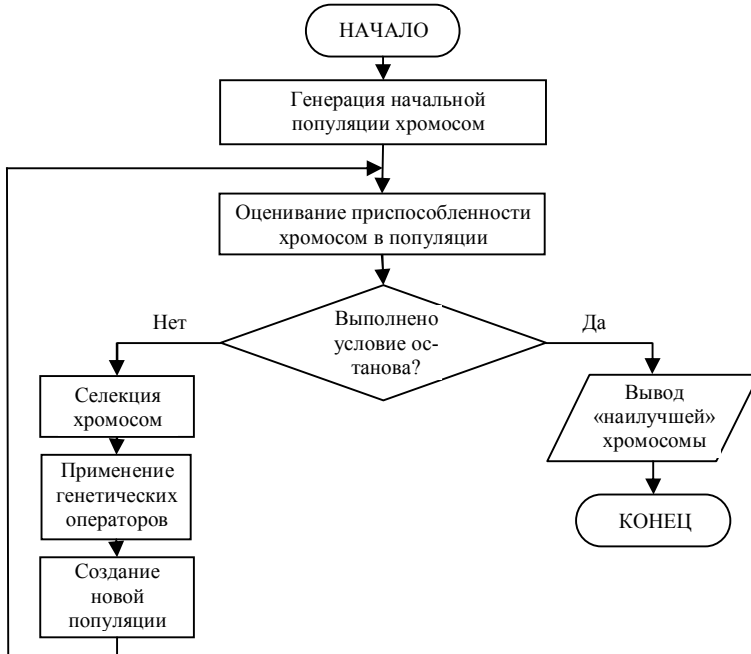 НАЧАЛО
Генерация начальной
популяции хромосом
Оценивание приспособленности
хромосом в популяции
Выполнено
условие ос-
танова?
Нет
Да
Селекция
хромосом
Применение
генетических
операторов
Создание
новой
популяции
Вывод
«наилучшей»
хромосомы
КОНЕЦ